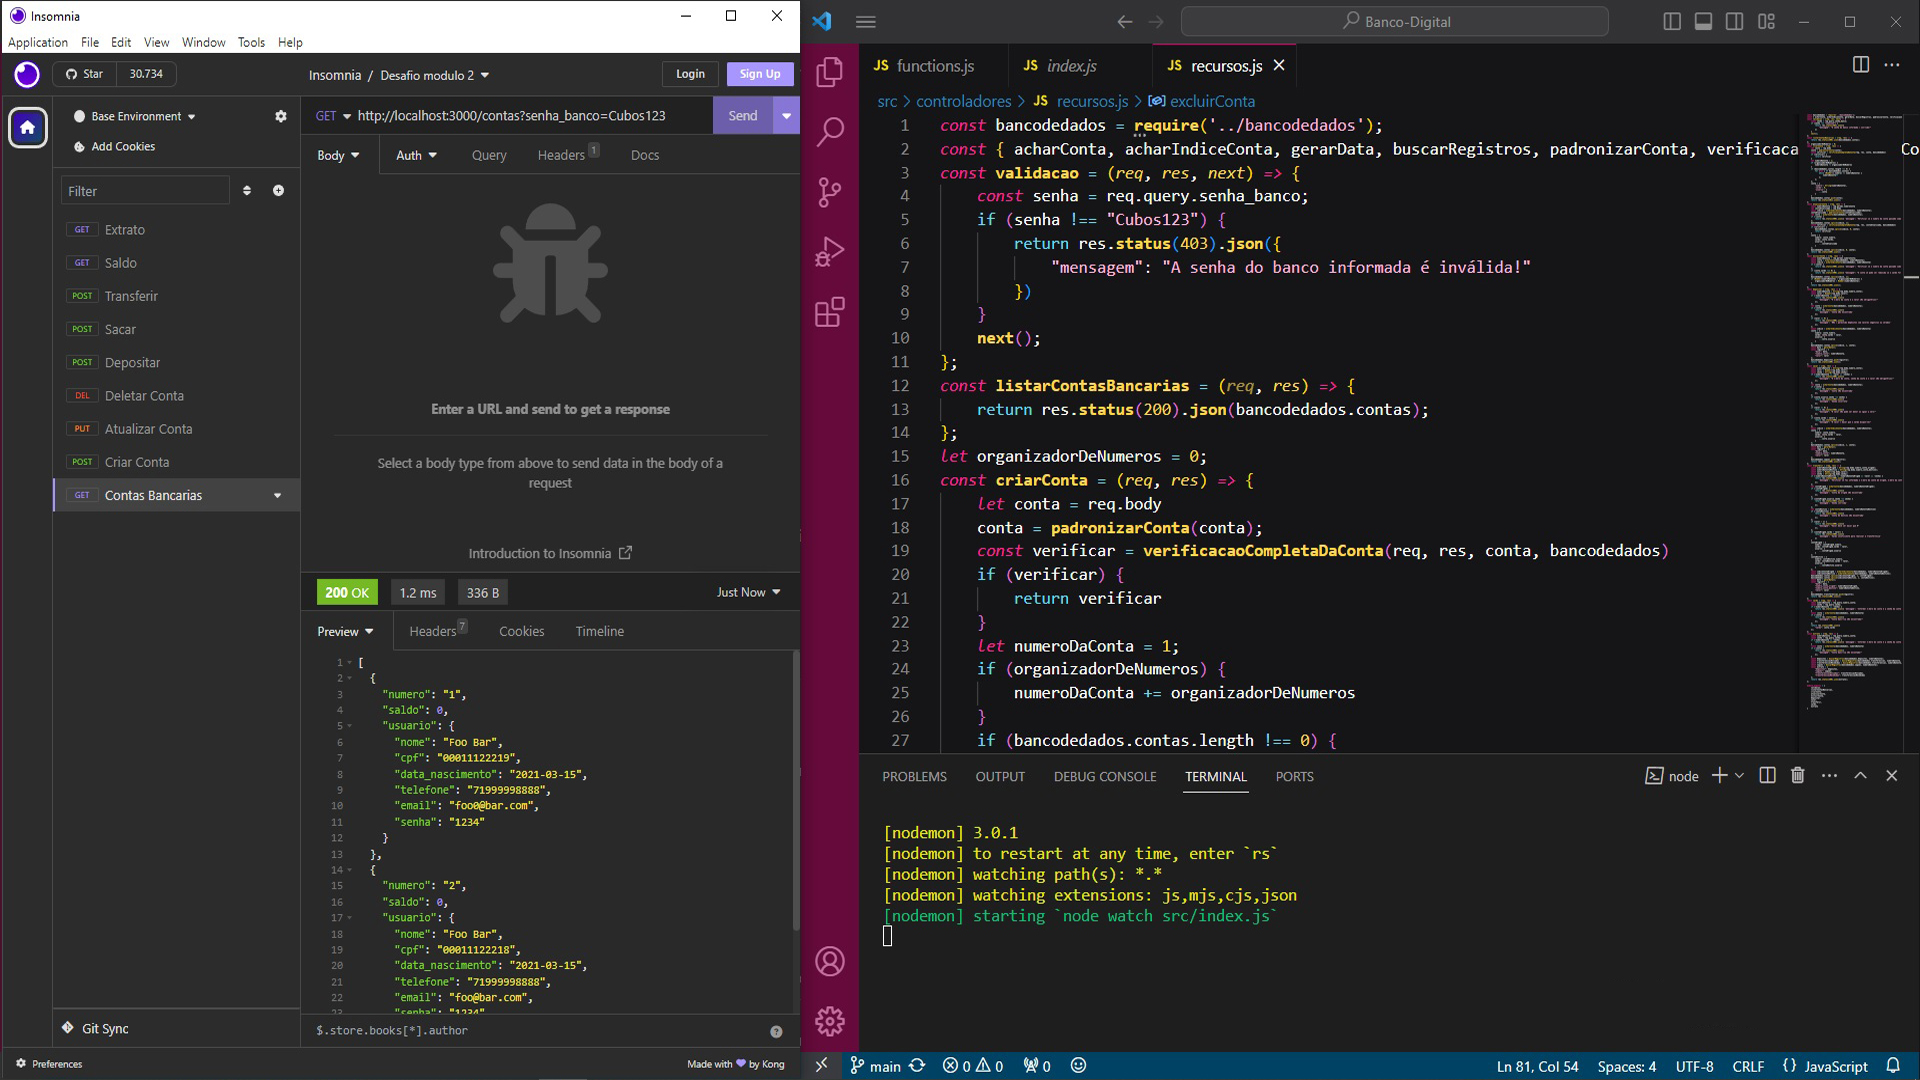 Insomnia
Application File Edit View Window Tools Help
Star 30.734
Insomnia / Desafio modulo 2
Login
Sign Up
Base Environment
Add Cookies
Filter
GET Extrato
GET Saldo
POST Transferir
POST Sacar
POST Depositar
DEL Deletar Conta
PUT Atualizar Conta
POST Criar Conta
GET Contas Bancarias
Git Sync
Preferences
GET http://localhost:3000/contas?senha_banco=Cubos123
Send
Body Auth Query Headers 1 Docs
Enter a URL and send to get a response
Select a body type from above to send data in the body of a
request
Introduction to Insomnia
200 OK 1.2 ms 336 B Just Now
Preview Headers 7 Cookies Timeline
1 [
2 {
3 "numero": "1",
4 "saldo": 0,
5 "usuario": {
6 "nome": "Foo Bar",
7 "cpf": "00011122219",
8 "data_nascimento": "2021-03-15",
9 "telefone": "71999998888",
10 "email": "foo0@bar.com",
11 "senha": "1234"
12 }
13 },
14 {
15 "numero": "2",
16 "saldo": 0,
17 "usuario": {
18 "nome": "Foo Bar",
19 "cpf": "00011122218",
20 "data_nascimento": "2021-03-15",
21 "telefone": "71999998888",
22 "email": "foo@bar.com",
23 "senha": "1234"
$.store.books[*].author
Made with by Kong
Banco-Digital
JS functions.js
JS index.js
JS recursos.js
src > controladores > JS recursos.js > excluirConta
1 const bancodedados = require('../bancodedados');
2 const { acharConta, acharIndiceConta, gerarData, buscarRegistros, padronizarConta, verificaca Co
3 const validacao = (req, res, next) => {
4 const senha = req.query.senha_banco;
5 if (senha !== "Cubos123") {
6 return res.status(403).json({
7 "mensagem": "A senha do banco informada é inválida!"
8 })
9 }
10 next();
11 };
12 const listarContasBancarias = (req, res) => {
13 return res.status(200).json(bancodedados.contas);
14 };
15 let organizadorDeNumeros = 0;
16 const criarConta = (req, res) => {
17 let conta = req.body
18 conta = padronizarConta(conta);
19 const verificar = verificacaoCompletaDaConta(req, res, conta, bancodedados)
20 if (verificar) {
21 return verificar
22 }
23 let numeroDaConta = 1;
24 if (organizadorDeNumeros) {
25 numeroDaConta += organizadorDeNumeros
26 }
27 if (bancodedados.contas.length !== 0) {
PROBLEMS OUTPUT DEBUG CONSOLE TERMINAL PORTS
node
[nodemon] 3.0.1
[nodemon] to restart at any time, enter `rs`
[nodemon] watching path(s): *.*
[nodemon] watching extensions: js,mjs,cjs,json
[nodemon] starting `node watch src/index.js`
main 0 0 0
Ln 81, Col 54 Spaces: 4 UTF-8 CRLF {} JavaScript